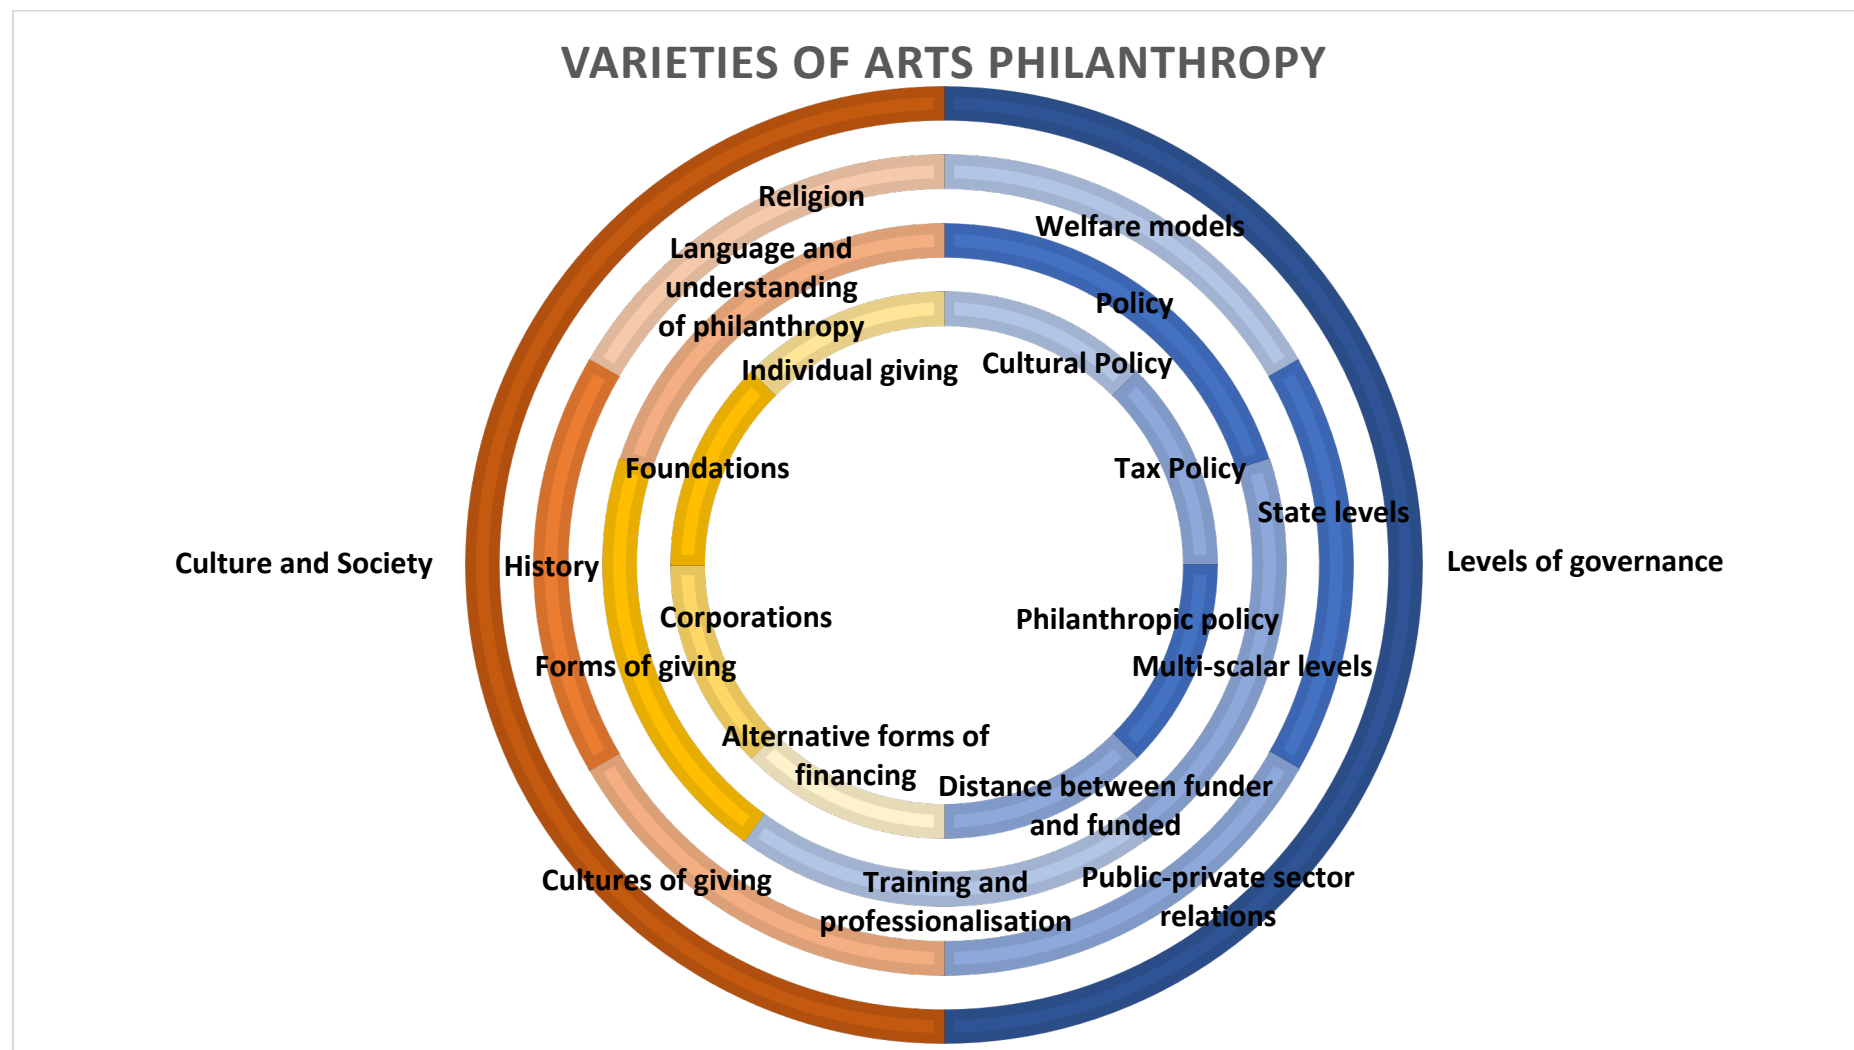 VARIETIES OF ARTS PHILANTHROPY
Religion
Welfare models
Language and
understanding
of philanthropy
Policy
Individual giving
Cultural Policy
Foundations
Tax Policy
State levels
Culture and Society
History
Levels of governance
Corporations
Philanthropic policy
Forms of giving
Multi-scalar levels
Alternative forms of
financing
Distance between funder
and funded
Cultures of giving
Training and
professionalisation
Public-private sector
relations